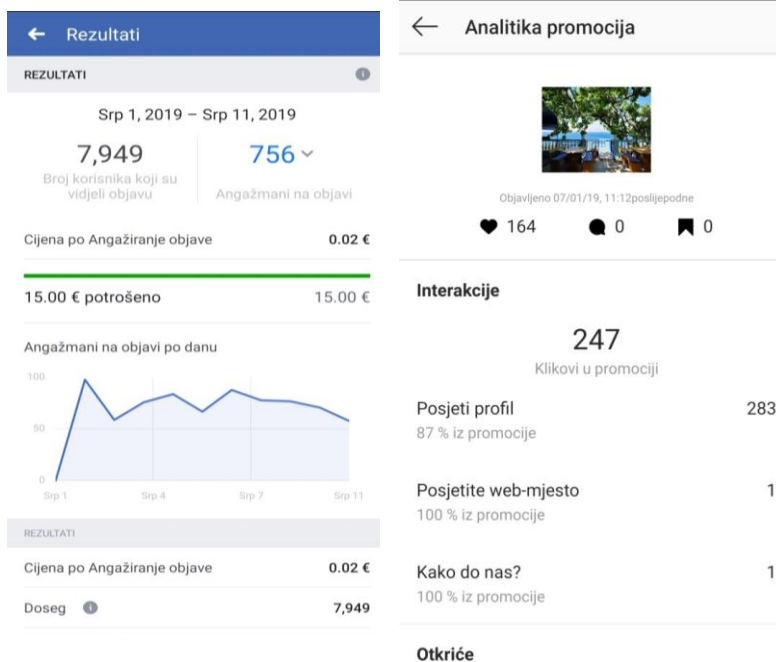 Rezultati
REZULTATI
Srp 1, 2019 – Srp 11, 2019
7,949
Broj korisnika koji su
vidjeli objavu
756
Angažmani na objavi
Cijena po Angažiranje objave 0.02 €
15.00 € potrošeno 15.00 €
Angažmani na objavi po danu
100
50
0
Srp 1 Srp 4 Srp 7 Srp 11
REZULTATI
Cijena po Angažiranje objave 0.02 €
Doseg 7,949
Analitika promocija
Objavljeno 07/01/19, 11:12poslijepodne
164 0 0
Interakcije
247
Klikovi u promociji
Posjeti profil 283
87 % iz promocije
Posjetite web-mjesto 1
100 % iz promocije
Kako do nas? 1
100 % iz promocije
Otkriće